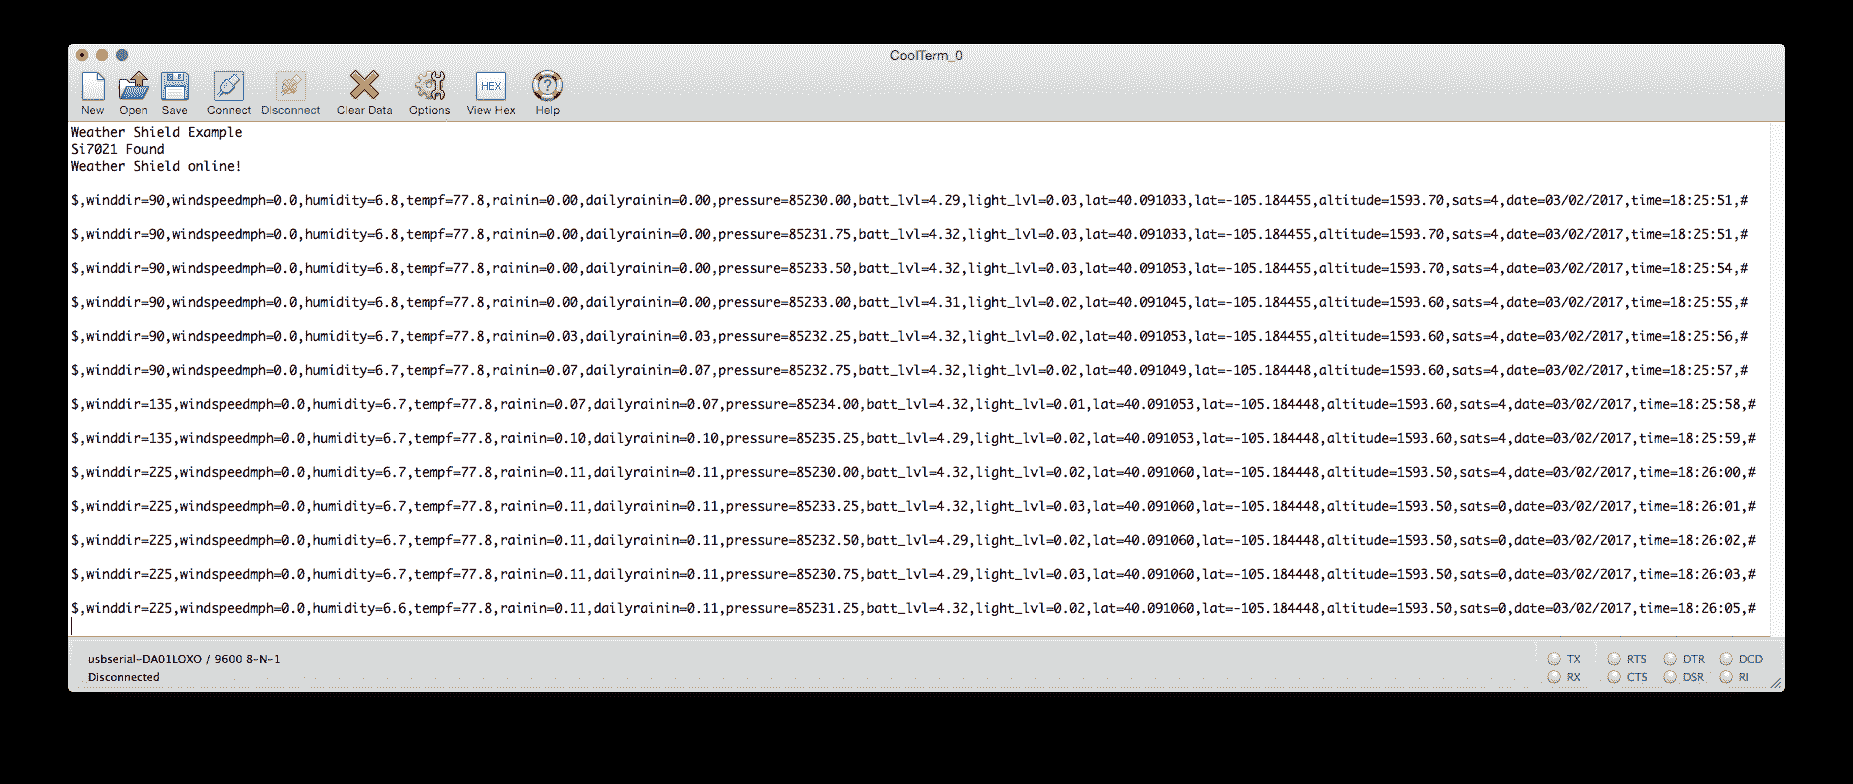 CoolTerm_0
New Open Save Connect Disconnect Clear Data Options HEX View Hex ? Help
Weather Shield Example
Si7021 Found
Weather Shield online!
$,winddir=90,windspeedmph=0.0,humidity=6.8,tempf=77.8,rainin=0.00,dailyrainin=0.00,pressure=85230.00,batt_lvl=4.29,light_lvl=0.03,lat=40.091033,lat=-105.184455,altitude=1593.70,sats=4,date=03/02/2017,time=18:25:51,#
$,winddir=90,windspeedmph=0.0,humidity=6.8,tempf=77.8,rainin=0.00,dailyrainin=0.00,pressure=85231.75,batt_lvl=4.32,light_lvl=0.03,lat=40.091033,lat=-105.184455,altitude=1593.70,sats=4,date=03/02/2017,time=18:25:51,#
$,winddir=90,windspeedmph=0.0,humidity=6.8,tempf=77.8,rainin=0.00,dailyrainin=0.00,pressure=85233.50,batt_lvl=4.32,light_lvl=0.03,lat=40.091053,lat=-105.184455,altitude=1593.70,sats=4,date=03/02/2017,time=18:25:54,#
$,winddir=90,windspeedmph=0.0,humidity=6.8,tempf=77.8,rainin=0.00,dailyrainin=0.00,pressure=85233.00,batt_lvl=4.31,light_lvl=0.02,lat=40.091045,lat=-105.184455,altitude=1593.60,sats=4,date=03/02/2017,time=18:25:55,#
$,winddir=90,windspeedmph=0.0,humidity=6.7,tempf=77.8,rainin=0.03,dailyrainin=0.03,pressure=85232.25,batt_lvl=4.32,light_lvl=0.02,lat=40.091053,lat=-105.184455,altitude=1593.60,sats=4,date=03/02/2017,time=18:25:56,#
$,winddir=90,windspeedmph=0.0,humidity=6.7,tempf=77.8,rainin=0.07,dailyrainin=0.07,pressure=85232.75,batt_lvl=4.32,light_lvl=0.02,lat=40.091049,lat=-105.184448,altitude=1593.60,sats=4,date=03/02/2017,time=18:25:57,#
$,winddir=135,windspeedmph=0.0,humidity=6.7,tempf=77.8,rainin=0.07,dailyrainin=0.07,pressure=85234.00,batt_lvl=4.32,light_lvl=0.01,lat=40.091053,lat=-105.184448,altitude=1593.60,sats=4,date=03/02/2017,time=18:25:58,#
$,winddir=135,windspeedmph=0.0,humidity=6.7,tempf=77.8,rainin=0.10,dailyrainin=0.10,pressure=85235.25,batt_lvl=4.29,light_lvl=0.02,lat=40.091053,lat=-105.184448,altitude=1593.60,sats=4,date=03/02/2017,time=18:25:59,#
$,winddir=225,windspeedmph=0.0,humidity=6.7,tempf=77.8,rainin=0.11,dailyrainin=0.11,pressure=85230.00,batt_lvl=4.32,light_lvl=0.02,lat=40.091060,lat=-105.184448,altitude=1593.50,sats=4,date=03/02/2017,time=18:26:00,#
$,winddir=225,windspeedmph=0.0,humidity=6.7,tempf=77.8,rainin=0.11,dailyrainin=0.11,pressure=85233.25,batt_lvl=4.32,light_lvl=0.03,lat=40.091060,lat=-105.184448,altitude=1593.50,sats=0,date=03/02/2017,time=18:26:01,#
$,winddir=225,windspeedmph=0.0,humidity=6.7,tempf=77.8,rainin=0.11,dailyrainin=0.11,pressure=85232.50,batt_lvl=4.29,light_lvl=0.02,lat=40.091060,lat=-105.184448,altitude=1593.50,sats=0,date=03/02/2017,time=18:26:02,#
$,winddir=225,windspeedmph=0.0,humidity=6.7,tempf=77.8,rainin=0.11,dailyrainin=0.11,pressure=85230.75,batt_lvl=4.29,light_lvl=0.03,lat=40.091060,lat=-105.184448,altitude=1593.50,sats=0,date=03/02/2017,time=18:26:03,#
$,winddir=225,windspeedmph=0.0,humidity=6.6,tempf=77.8,rainin=0.11,dailyrainin=0.11,pressure=85231.25,batt_lvl=4.32,light_lvl=0.02,lat=40.091060,lat=-105.184448,altitude=1593.50,sats=0,date=03/02/2017,time=18:26:05,#
usbserial-DA01LOXO / 9600 8-N-1
Disconnected
TX RTS DTR DCD
RX CTS DSR RI